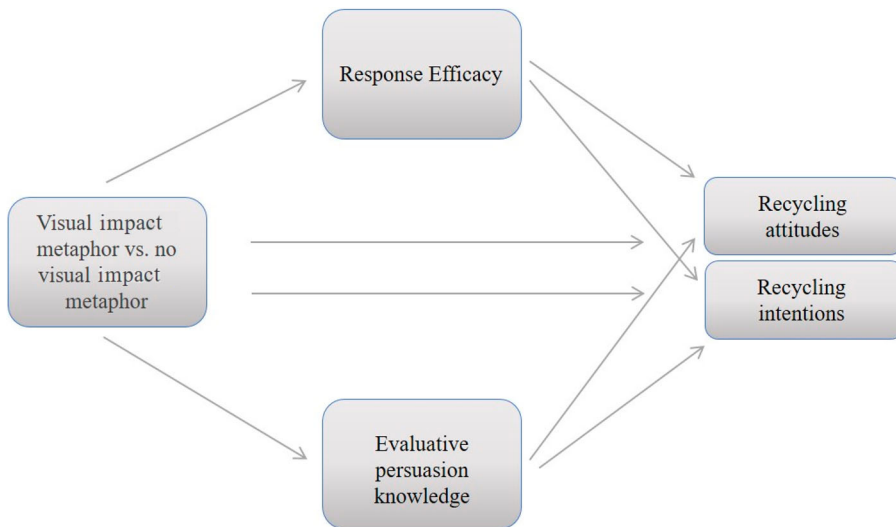 Response Efficacy
Visual impact
metaphor vs. no
visual impact
metaphor
Recycling
attitudes
Recycling
intentions
Evaluative
persuasion
knowledge